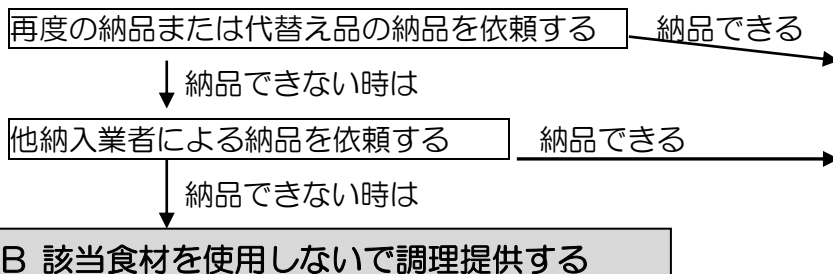 再度の納品または代替え品の納品を依頼する 納品できる
納品できない時は
他納入業者による納品を依頼する 納品できる
納品できない時は
B 該当食材を使用しないで調理提供する